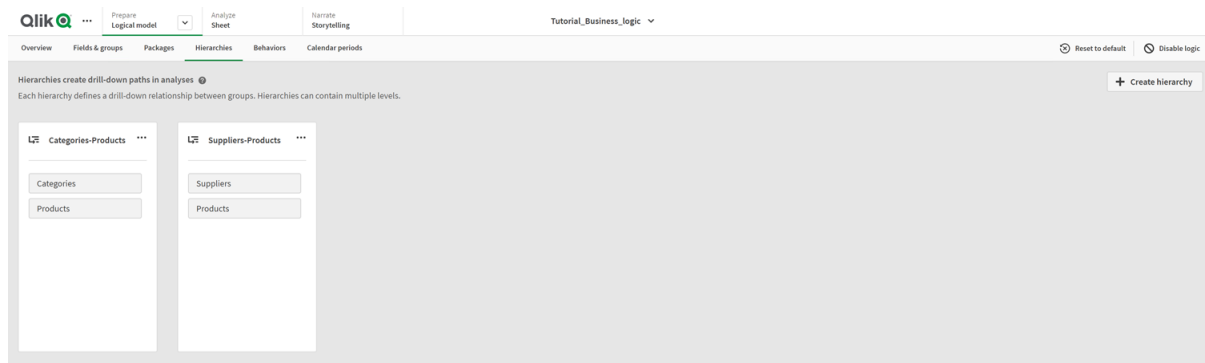 Qlik ... Prepare Analyze Narrate
Logical model Sheet Storytelling Tutorial_Business_logic
Overview Fields & groups Packages Hierarchies Behaviors Calendar periods Reset to default Disable logic
Hierarchies create drill-down paths in analyses ?
Each hierarchy defines a drill-down relationship between groups. Hierarchies can contain multiple levels.
+ Create hierarchy
Categories-Products ...
Categories
Products
Suppliers-Products ...
Suppliers
Products